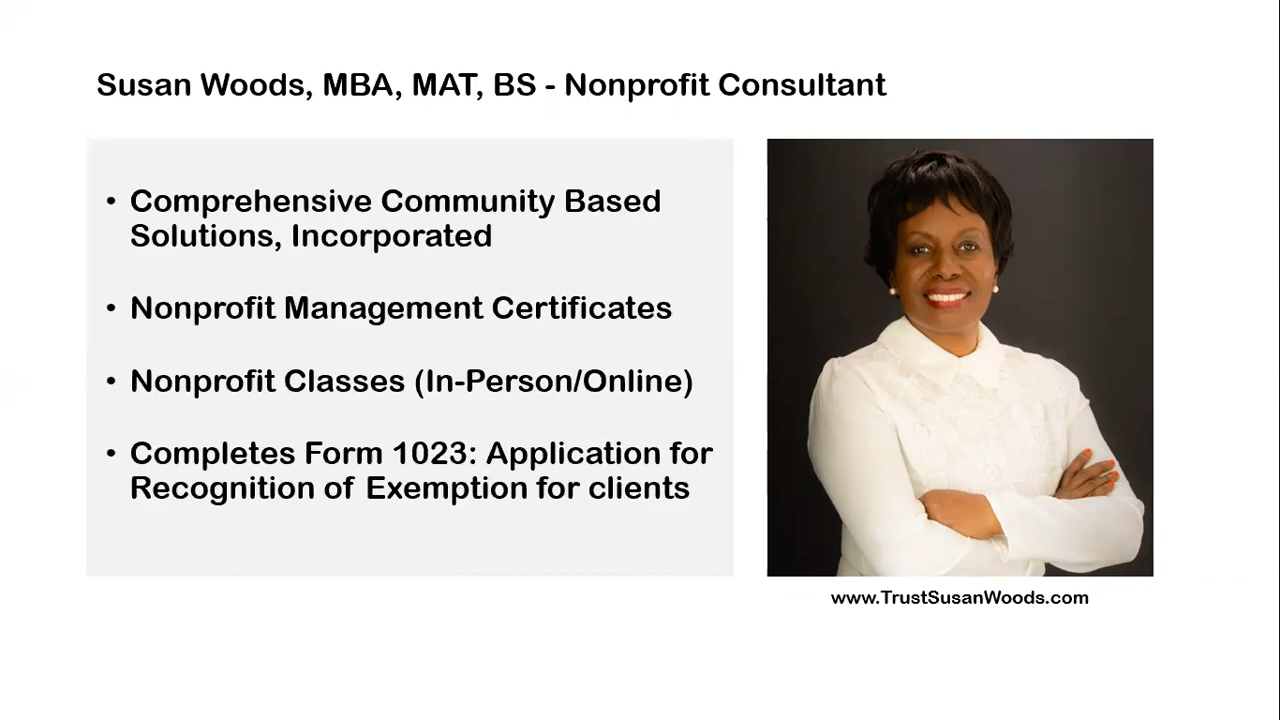 Susan Woods, MBA, MAT, BS - Nonprofit Consultant
• Comprehensive Community Based
Solutions, Incorporated
• Nonprofit Management Certificates
• Nonprofit Classes (In-Person/Online)
• Completes Form 1023: Application for
Recognition of Exemption for clients
www.TrustSusanWoods.com